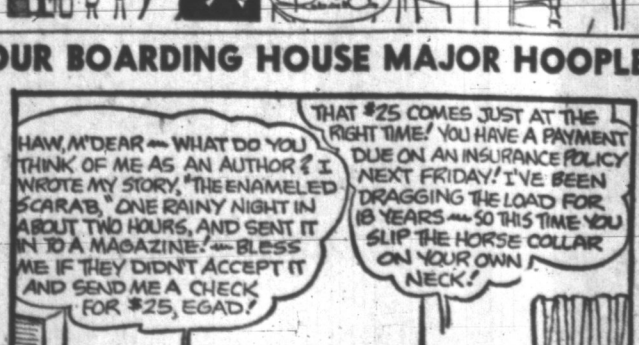 OUR BOARDING HOUSE MAJOR HOOPLE
HAW, M'DEAR — WHAT DO YOU
THINK OF ME AS AN AUTHOR? I
WROTE MY STORY, "THE ENAMELED
SCARAB," ONE RAINY NIGHT IN
ABOUT TWO HOURS, AND SENT IT
IN TO A MAGAZINE! — BLESS
ME IF THEY DIDN'T ACCEPT IT
AND SEND ME A CHECK
FOR $25, EGAD!
THAT $25 COMES JUST AT THE
RIGHT TIME! YOU HAVE A PAYMENT
DUE ON AN INSURANCE POLICY
NEXT FRIDAY! I'VE BEEN
DRAGGING THE LOAD FOR
18 YEARS — SO THIS TIME YOU
SLIP THE HORSE COLLAR
ON YOUR OWN
NECK!